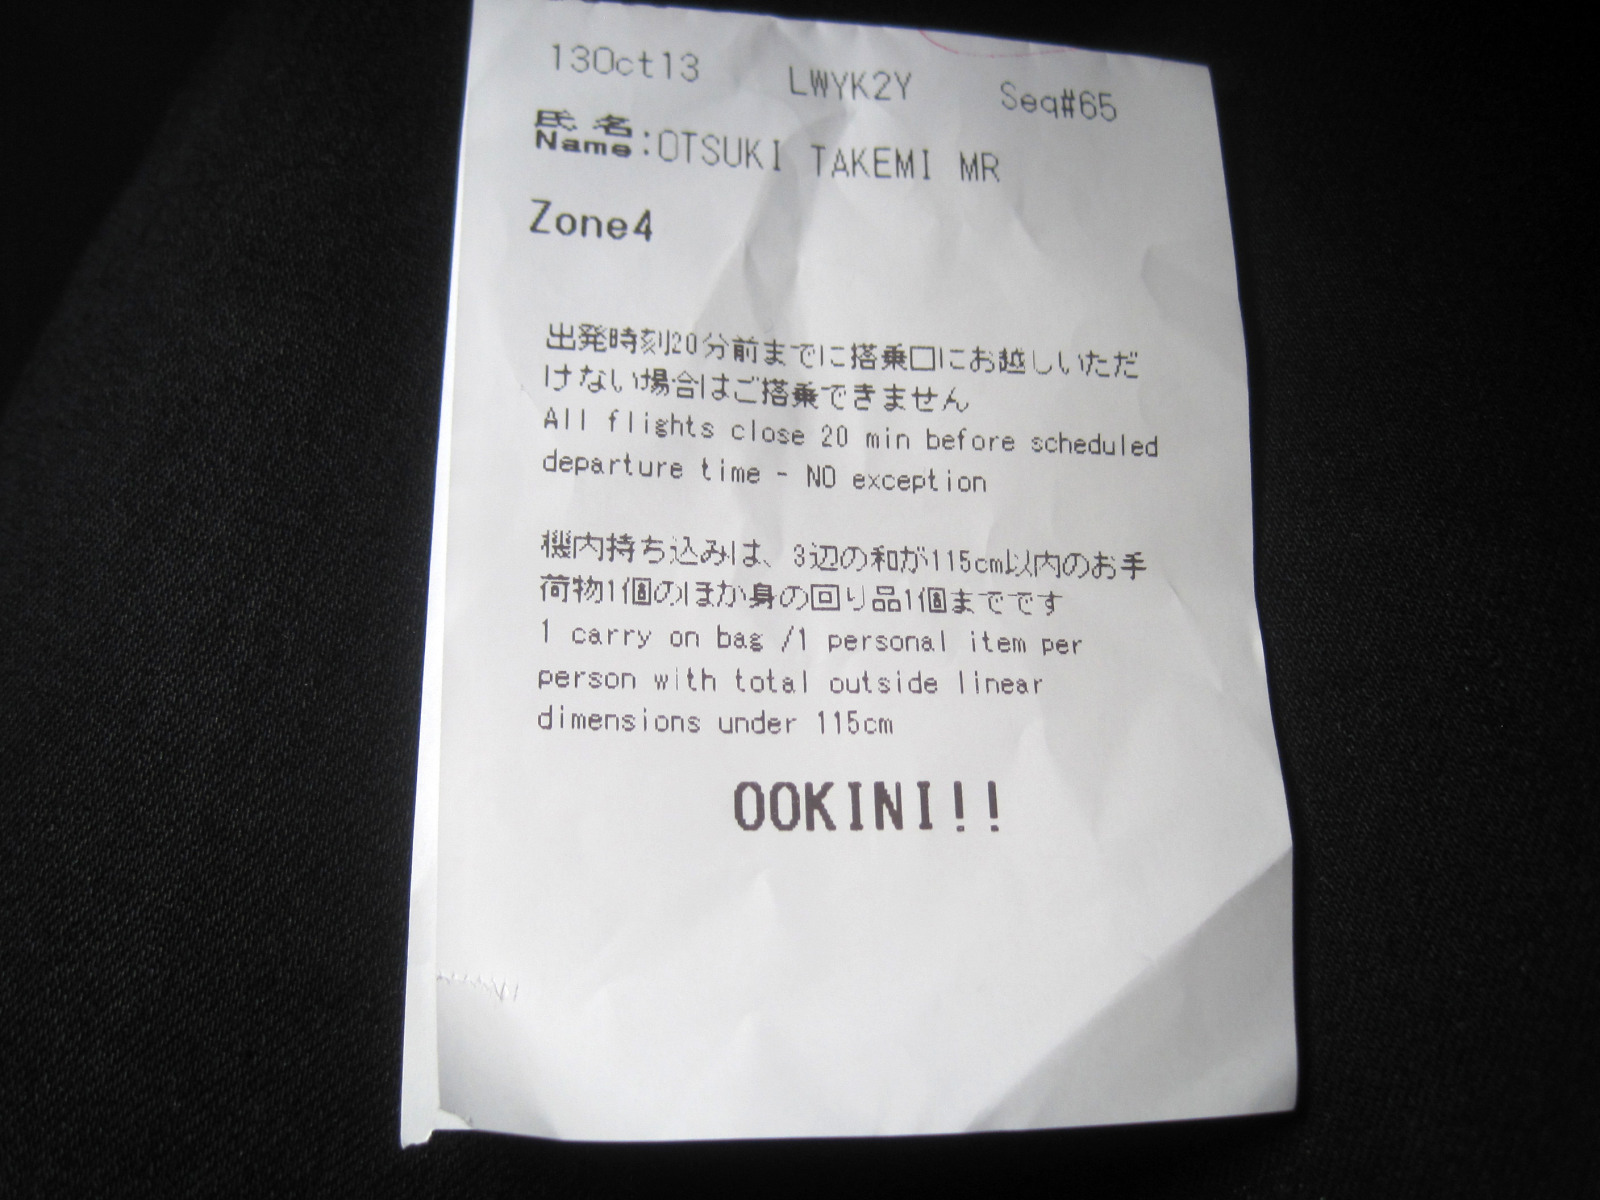 13Oct13 LWYK2Y Seq#65
氏名
Name:OTSUKI TAKEMI MR
Zone4
出発時刻20分前までに搭乗口にお越しいただ
けない場合はご搭乗できません
All flights close 20 min before scheduled
departure time - NO exception
機内持ち込みは、3辺の和が115cm以内のお手
荷物1個のほか身の回り品1個までです
1 carry on bag /1 personal item per
person with total outside linear
dimensions under 115cm
OOKINI!!